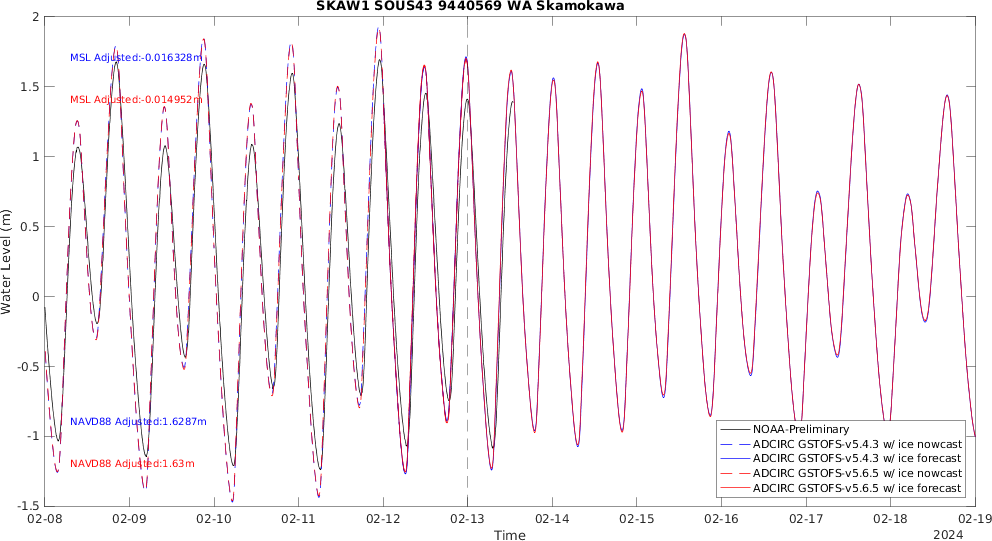 SKAW1 SOUS43 9440569 WA Skamokawa
2
1.5
1
0.5
0
-0.5
-1
-1.5
Water Level (m)
MSL Adjusted:-0.016328m
MSL Adjusted:-0.014952m
NAVD88 Adjusted:1.6287m
NAVD88 Adjusted:1.63m
NOAA-Preliminary
ADCIRC GSTOFS-v5.4.3 w/ ice nowcast
ADCIRC GSTOFS-v5.4.3 w/ ice forecast
ADCIRC GSTOFS-v5.6.5 w/ ice nowcast
ADCIRC GSTOFS-v5.6.5 w/ ice forecast
02-08 02-09 02-10 02-11 02-12 02-13 02-14 02-15 02-16 02-17 02-18 02-19
Time
2024